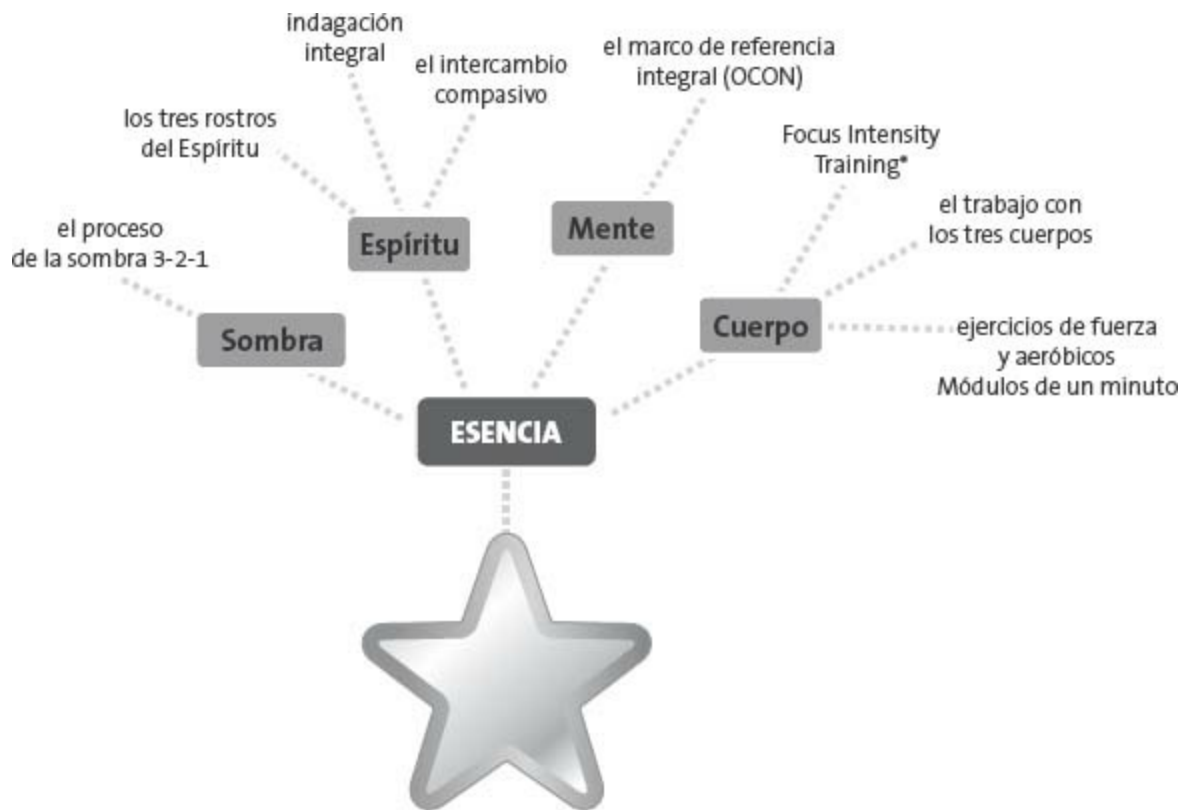 indagación
integral
el intercambio
compasivo
el marco de referencia
integral (OCON)
los tres rostros
del Espíritu
Focus Intensity
Training*
el proceso
de la sombra 3-2-1
Espíritu
Mente
el trabajo con
los tres cuerpos
Sombra
Cuerpo
ejercicios de fuerza
y aeróbicos
Módulos de un minuto
ESENCIA